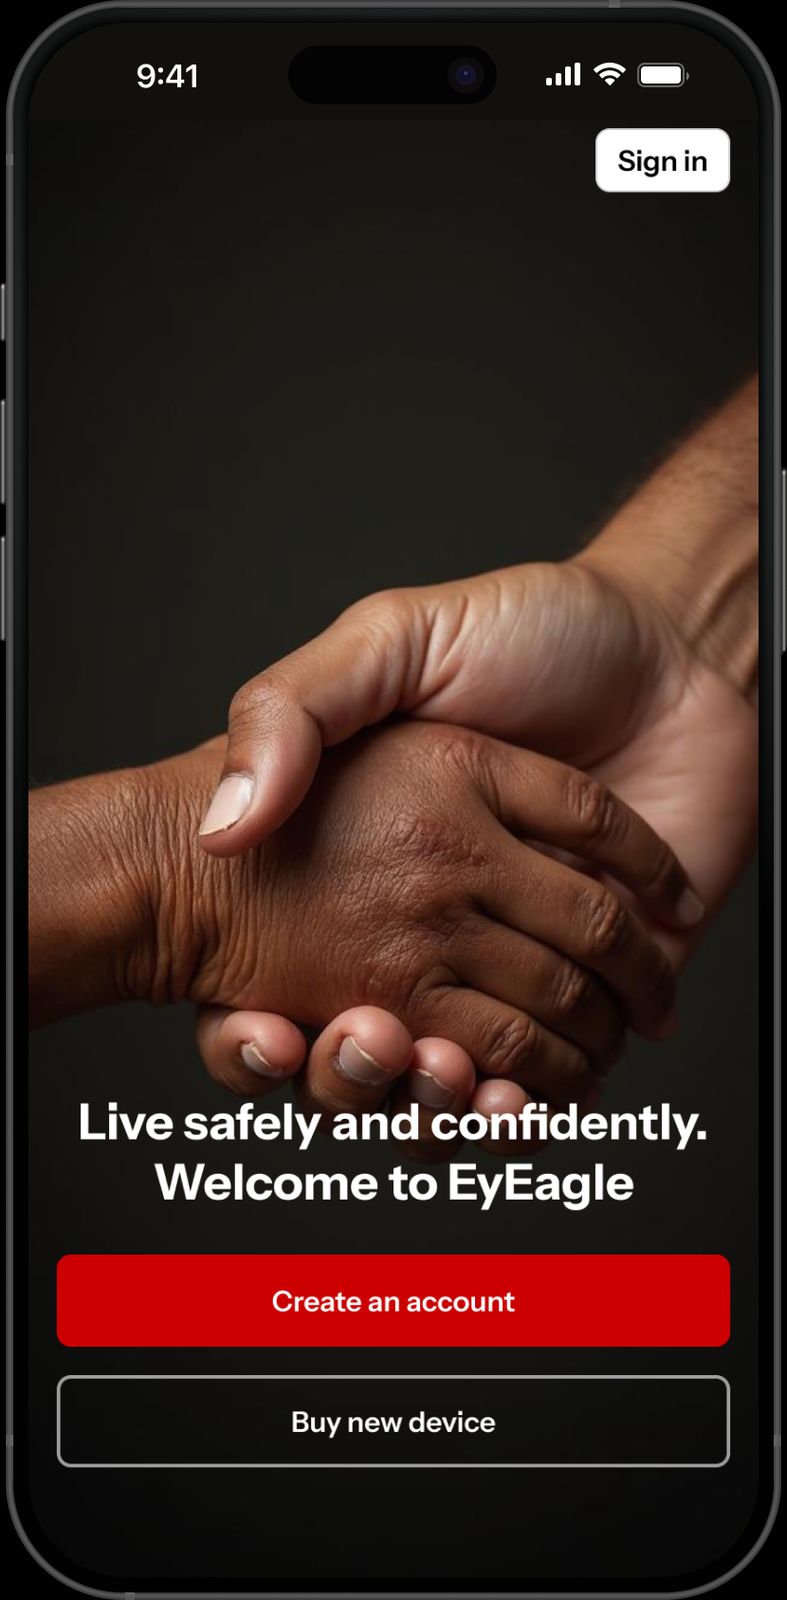 9:41
Sign in
Live safely and confidently.
Welcome to EyEagle
Create an account
Buy new device